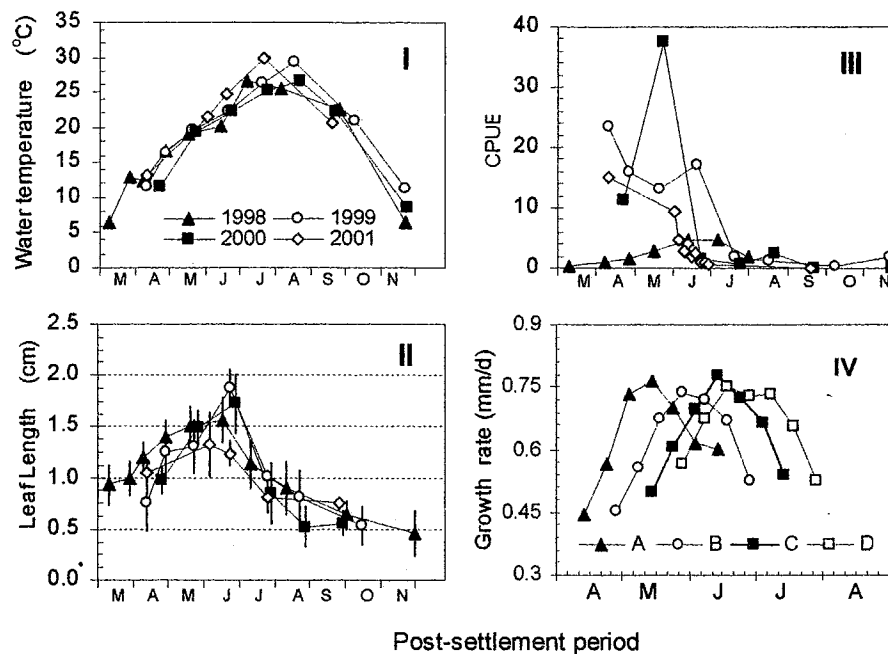 Water temperature (°C)
35
30
25
20
15
10
5
0
I
1998
1999
2000
2001
M A M J J A S O N
CPUE
40
30
20
10
0
III
M A M J J A S O N
Leaf Length (cm)
2.5
2.0
1.5
1.0
0.5
0.0
II
M A M J J A S O N
Growth rate (mm/d)
0.9
0.75
0.6
0.45
0.3
IV
A B C D
A M J J A
Post-settlement period